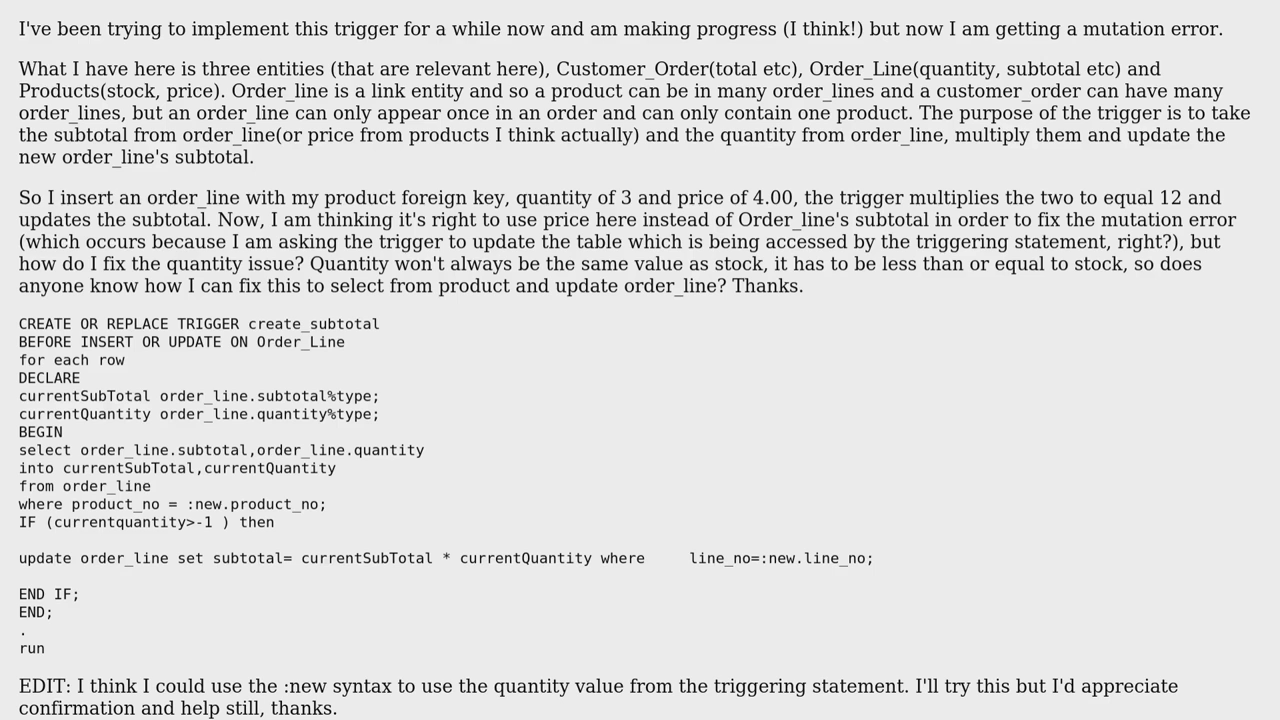 I've been trying to implement this trigger for a while now and am making progress (I think!) but now I am getting a mutation error.
What I have here is three entities (that are relevant here), Customer_Order(total etc), Order_Line(quantity, subtotal etc) and
Products(stock, price). Order_line is a link entity and so a product can be in many order_lines and a customer_order can have many
order_lines, but an order_line can only appear once in an order and can only contain one product. The purpose of the trigger is to take
the subtotal from order_line(or price from products I think actually) and the quantity from order_line, multiply them and update the
new order_line's subtotal.
So I insert an order_line with my product foreign key, quantity of 3 and price of 4.00, the trigger multiplies the two to equal 12 and
updates the subtotal. Now, I am thinking it's right to use price here instead of Order_line's subtotal in order to fix the mutation error
(which occurs because I am asking the trigger to update the table which is being accessed by the triggering statement, right?), but
how do I fix the quantity issue? Quantity won't always be the same value as stock, it has to be less than or equal to stock, so does
anyone know how I can fix this to select from product and update order_line? Thanks.
CREATE OR REPLACE TRIGGER create_subtotal
BEFORE INSERT OR UPDATE ON Order_Line
for each row
DECLARE
currentSubTotal order_line.subtotal%type;
currentQuantity order_line.quantity%type;
BEGIN
select order_line.subtotal,order_line.quantity
into currentSubTotal,currentQuantity
from order_line
where product_no = :new.product_no;
IF (currentquantity>-1 ) then
update order_line set subtotal= currentSubTotal * currentQuantity where     line_no=:new.line_no;
END IF;
END;
.
run
EDIT: I think I could use the :new syntax to use the quantity value from the triggering statement. I'll try this but I'd appreciate
confirmation and help still, thanks.